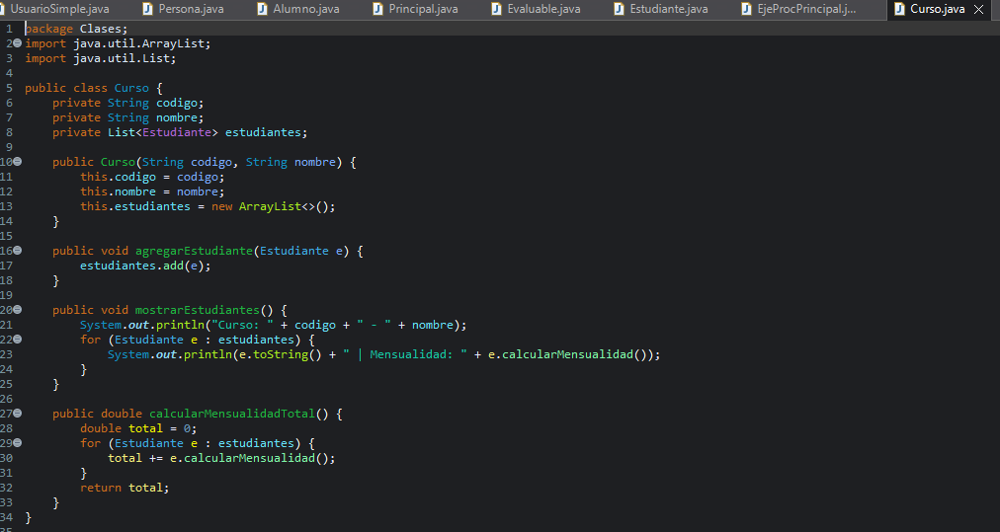 UsuarioSimple.java Persona.java Alumno.java Principal.java Evaluable.java Estudiante.java EjeProcPrincipal.j... Curso.java
1 package Clases;
2 import java.util.ArrayList;
3 import java.util.List;
4
5 public class Curso {
6 private String codigo;
7 private String nombre;
8 private List<Estudiante> estudiantes;
9
10 public Curso(String codigo, String nombre) {
11 this.codigo = codigo;
12 this.nombre = nombre;
13 this.estudiantes = new ArrayList<>();
14 }
15
16 public void agregarEstudiante(Estudiante e) {
17 estudiantes.add(e);
18 }
19
20 public void mostrarEstudiantes() {
21 System.out.println("Curso: " + codigo + " - " + nombre);
22 for (Estudiante e : estudiantes) {
23 System.out.println(e.toString() + " | Mensualidad: " + e.calcularMensualidad());
24 }
25 }
26
27 public double calcularMensualidadTotal() {
28 double total = 0;
29 for (Estudiante e : estudiantes) {
30 total += e.calcularMensualidad();
31 }
32 return total;
33 }
34 }
35